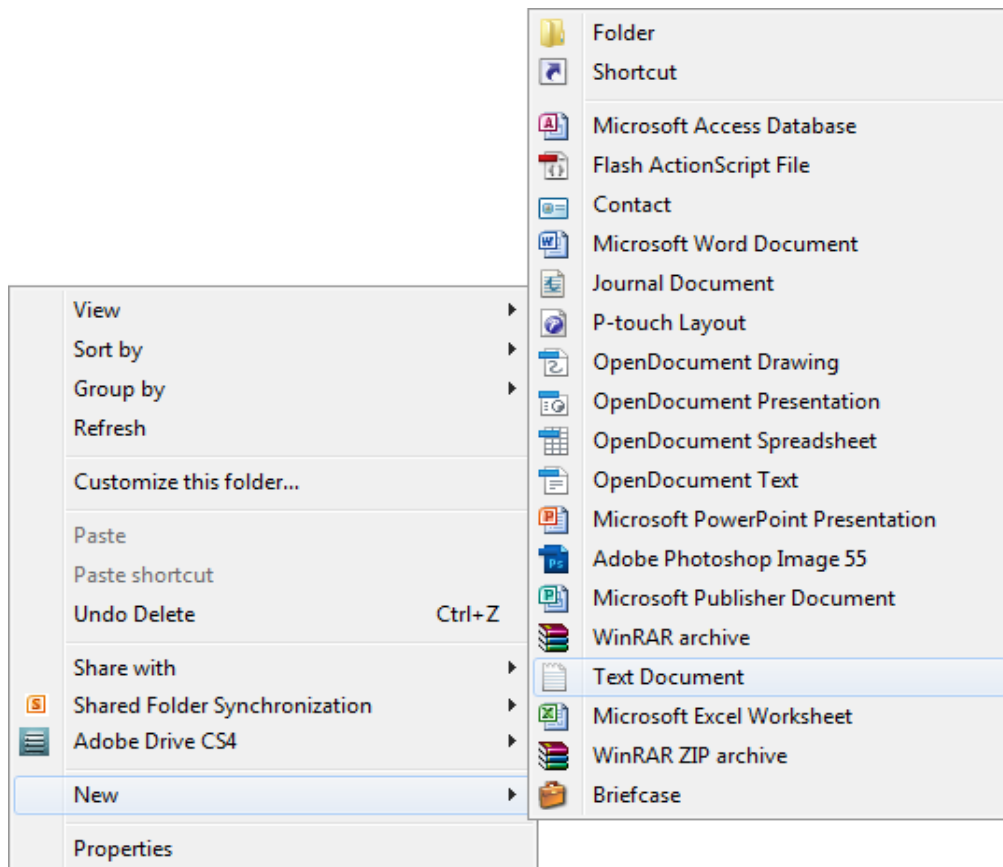 View
Sort by
Group by
Refresh
Customize this folder...
Paste
Paste shortcut
Undo Delete Ctrl+Z
Share with
Shared Folder Synchronization
Adobe Drive CS4
New
Properties
Folder
Shortcut
Microsoft Access Database
Flash ActionScript File
Contact
Microsoft Word Document
Journal Document
P-touch Layout
OpenDocument Drawing
OpenDocument Presentation
OpenDocument Spreadsheet
OpenDocument Text
Microsoft PowerPoint Presentation
Adobe Photoshop Image 55
Microsoft Publisher Document
WinRAR archive
Text Document
Microsoft Excel Worksheet
WinRAR ZIP archive
Briefcase